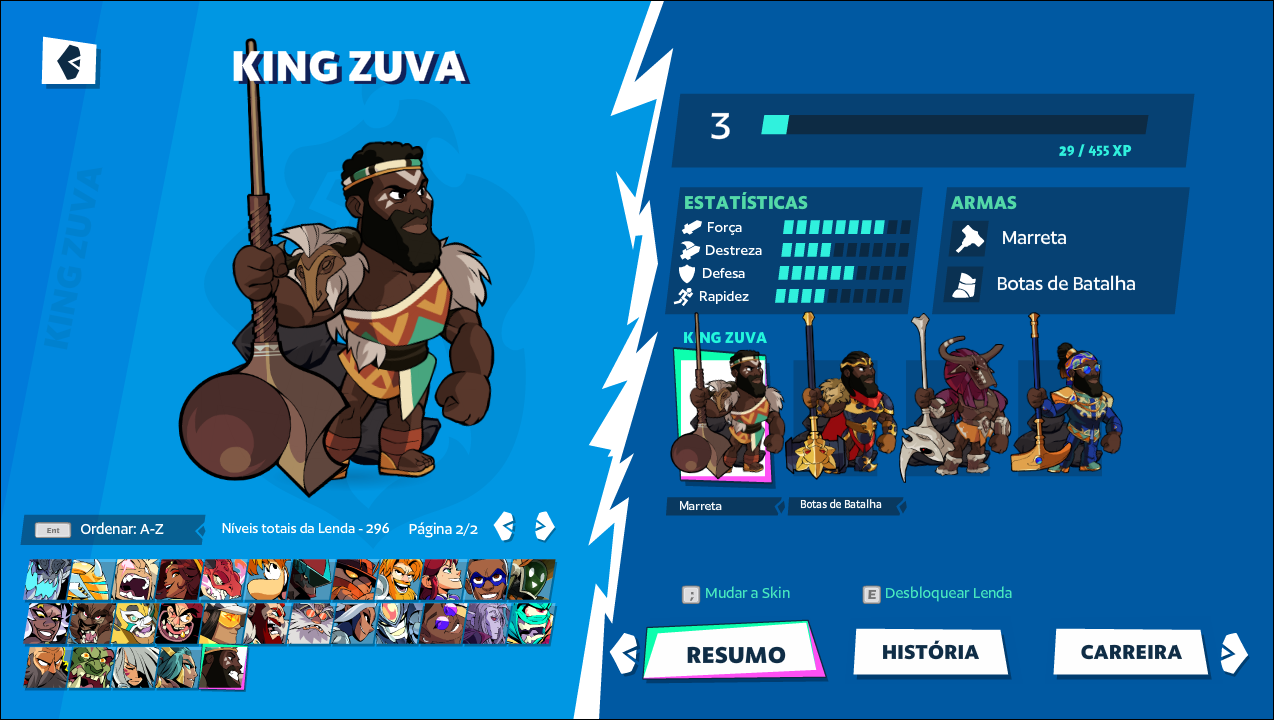 KING ZUVA
KING ZUVA
Ent Ordenar: A-Z
Níveis totais da Lenda - 296
Página 2/2
3
29 / 455 XP
ESTATÍSTICAS
Força
Destreza
Defesa
Rapidez
ARMAS
Marreta
Botas de Batalha
KING ZUVA
Marreta
Botas de Batalha
; Mudar a Skin
E Desbloquear Lenda
RESUMO
HISTÓRIA
CARREIRA